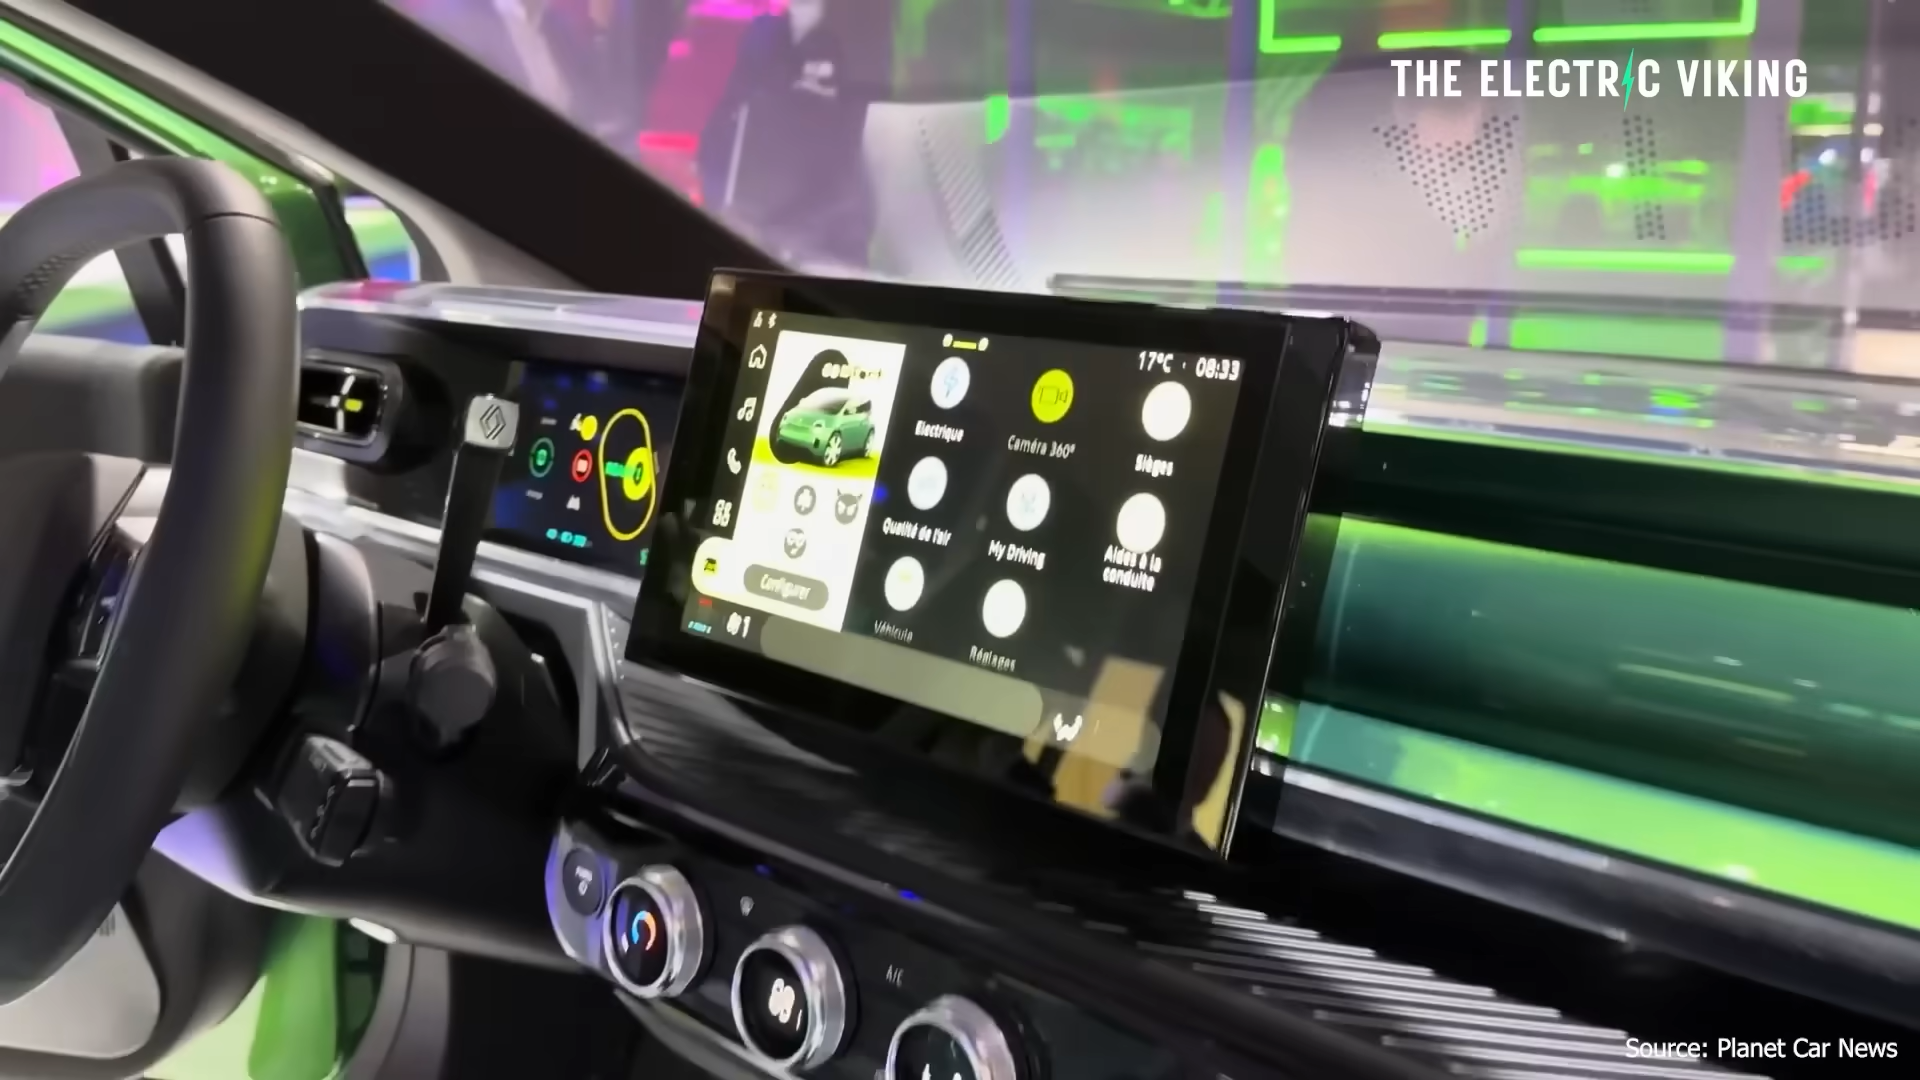 THE ELECTRIC VIKING
17°C · 08:33
Electrique
Caméra 360°
Sièges
Qualité de l'air
My Driving
Aides à la
conduite
Configurer
Véhicule
Réglages
1
A/C
Source: Planet Car News